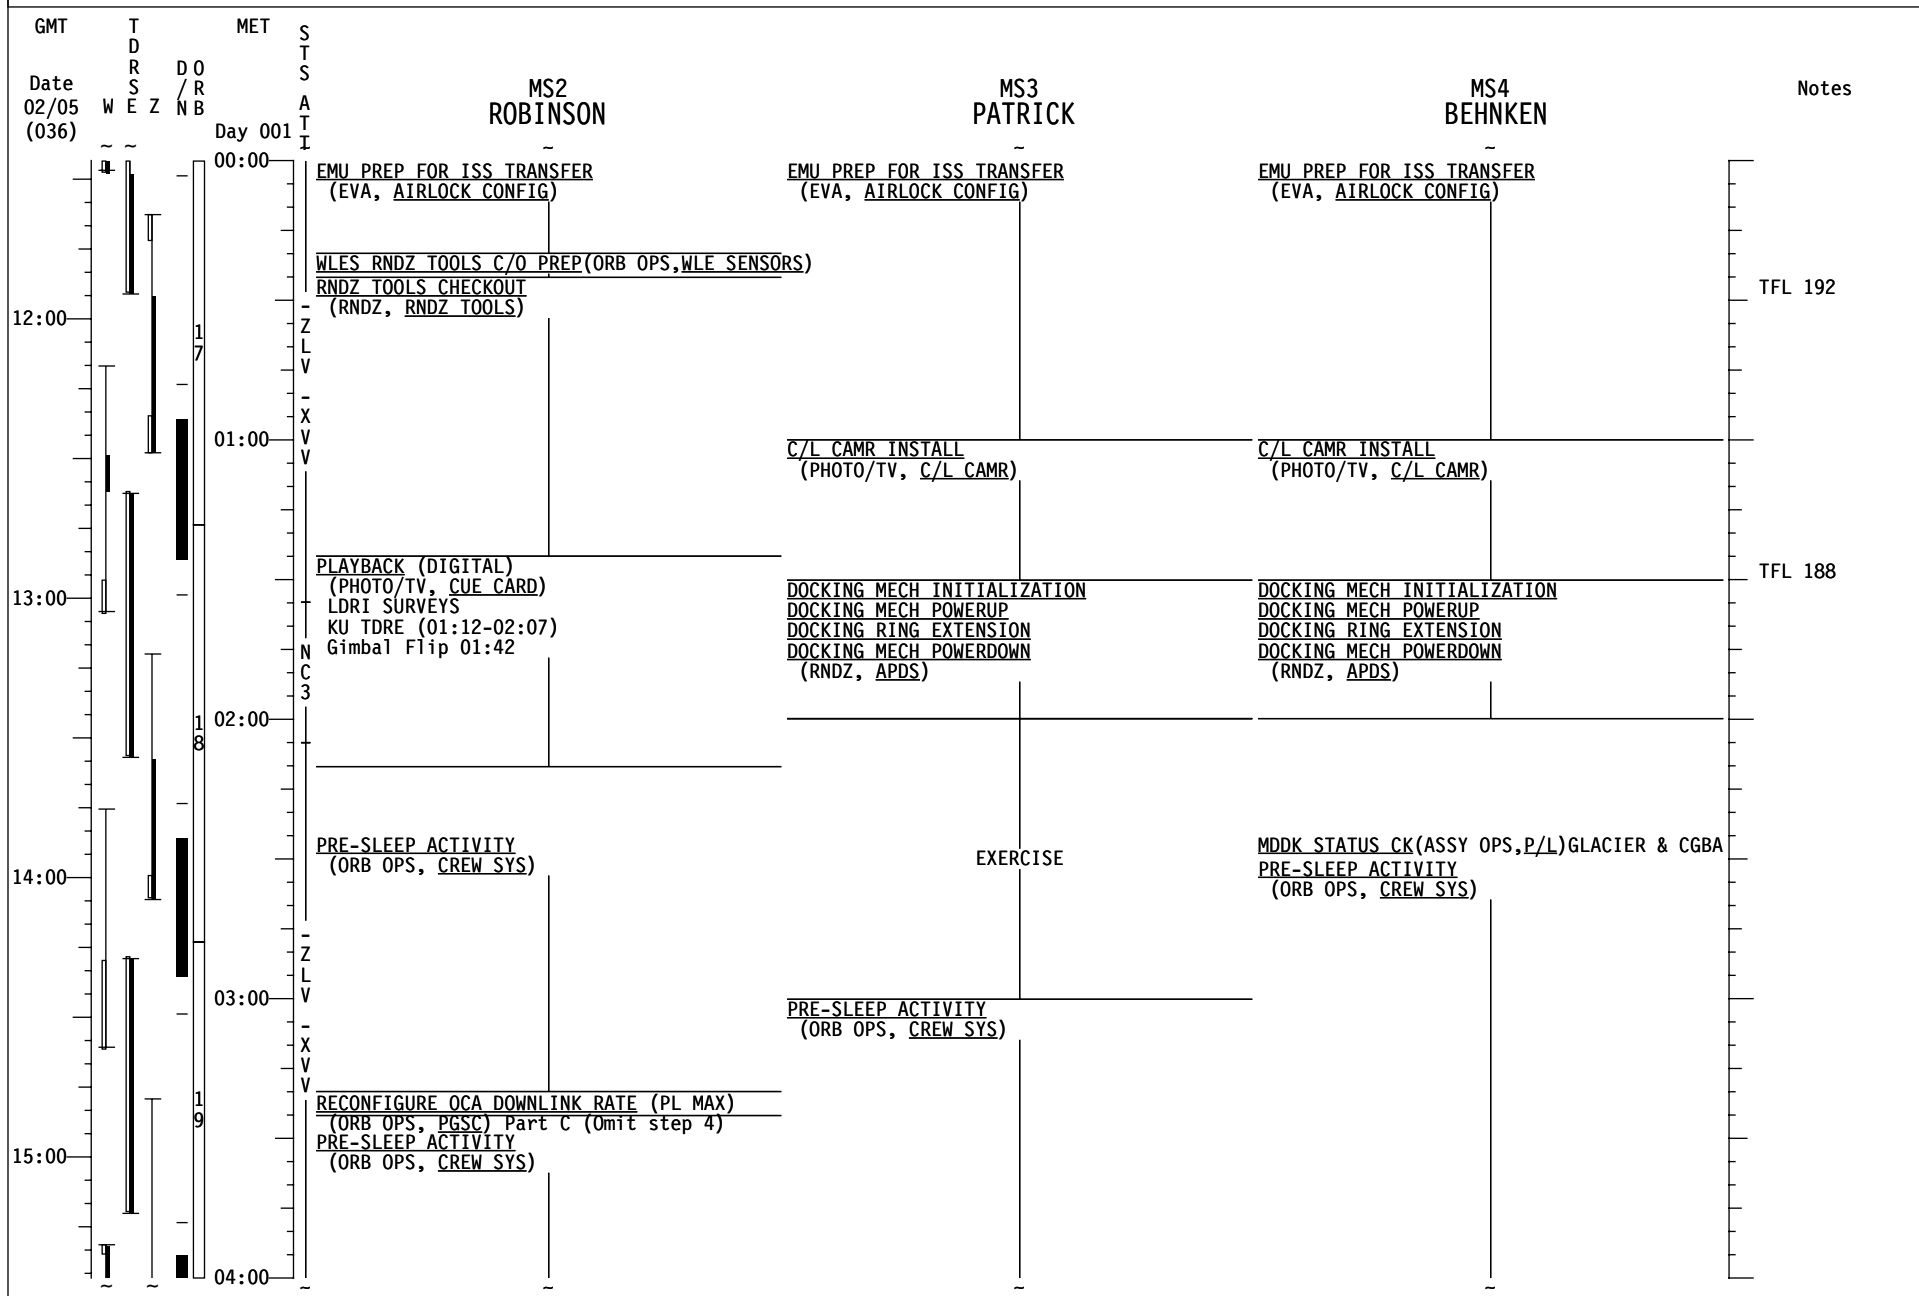 GMT
TDRS
MET
STS ATT
Date
02/05
(036)
W E Z
D/N
ORB
Day 001
MS2
ROBINSON
MS3
PATRICK
MS4
BEHNKEN
Notes
~ ~ ~ ~ ~ ~
00:00
EMU PREP FOR ISS TRANSFER
(EVA, AIRLOCK CONFIG)
EMU PREP FOR ISS TRANSFER
(EVA, AIRLOCK CONFIG)
EMU PREP FOR ISS TRANSFER
(EVA, AIRLOCK CONFIG)
WLES RNDZ TOOLS C/O PREP(ORB OPS,WLE SENSORS)
RNDZ TOOLS CHECKOUT
(RNDZ, RNDZ TOOLS)
TFL 192
12:00
17
-ZLV -XVV
01:00
C/L CAMR INSTALL
(PHOTO/TV, C/L CAMR)
C/L CAMR INSTALL
(PHOTO/TV, C/L CAMR)
PLAYBACK (DIGITAL)
(PHOTO/TV, CUE CARD)
LDRI SURVEYS
KU TDRE (01:12-02:07)
Gimbal Flip 01:42
TFL 188
13:00
DOCKING MECH INITIALIZATION
DOCKING MECH POWERUP
DOCKING RING EXTENSION
DOCKING MECH POWERDOWN
(RNDZ, APDS)
DOCKING MECH INITIALIZATION
DOCKING MECH POWERUP
DOCKING RING EXTENSION
DOCKING MECH POWERDOWN
(RNDZ, APDS)
NC3
02:00
18
PRE-SLEEP ACTIVITY
(ORB OPS, CREW SYS)
EXERCISE
MDDK STATUS CK(ASSY OPS,P/L)GLACIER & CGBA
PRE-SLEEP ACTIVITY
(ORB OPS, CREW SYS)
14:00
-ZLV -XVV
03:00
PRE-SLEEP ACTIVITY
(ORB OPS, CREW SYS)
19
RECONFIGURE OCA DOWNLINK RATE (PL MAX)
(ORB OPS, PGSC) Part C (Omit step 4)
PRE-SLEEP ACTIVITY
(ORB OPS, CREW SYS)
15:00
04:00
~ ~ ~ ~ ~ ~